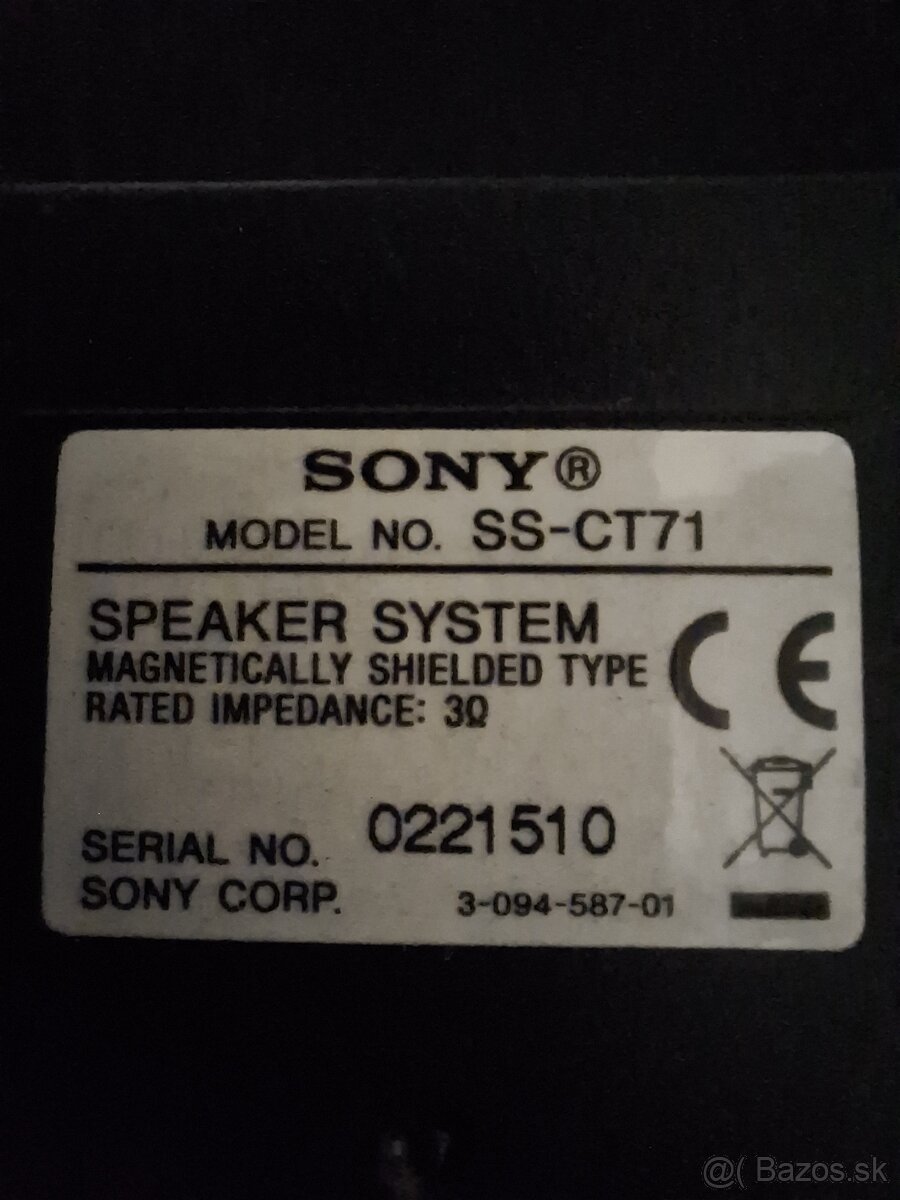 SONY®
MODEL NO. SS-CT71
SPEAKER SYSTEM
MAGNETICALLY SHIELDED TYPE
RATED IMPEDANCE: 3Ω
CE
SERIAL NO. 0221510
SONY CORP. 3-094-587-01
@( Bazos.sk